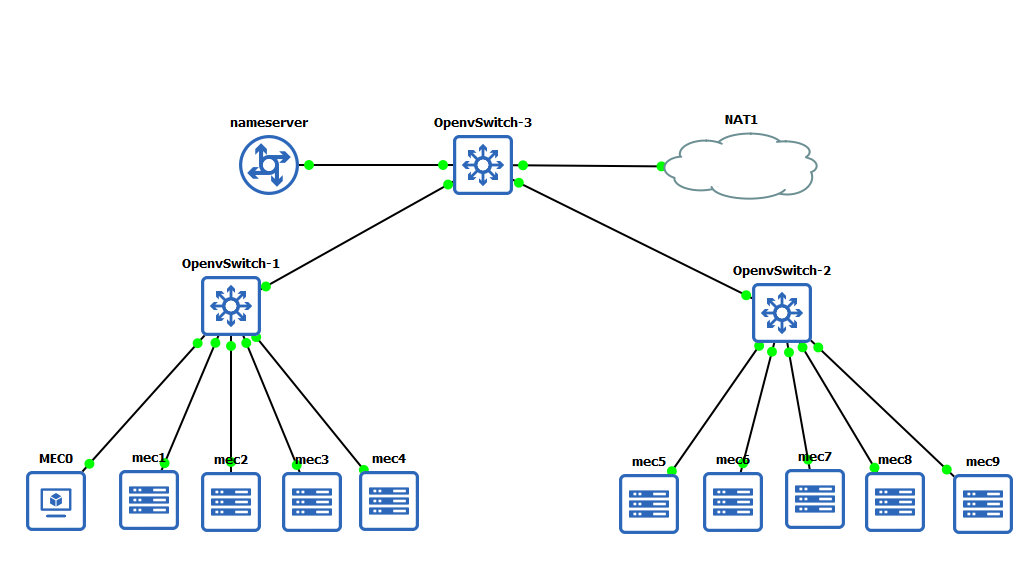 nameserver
OpenvSwitch-3
NAT1
OpenvSwitch-1
OpenvSwitch-2
MEC0
mec1
mec2
mec3
mec4
mec5
mec6
mec7
mec8
mec9